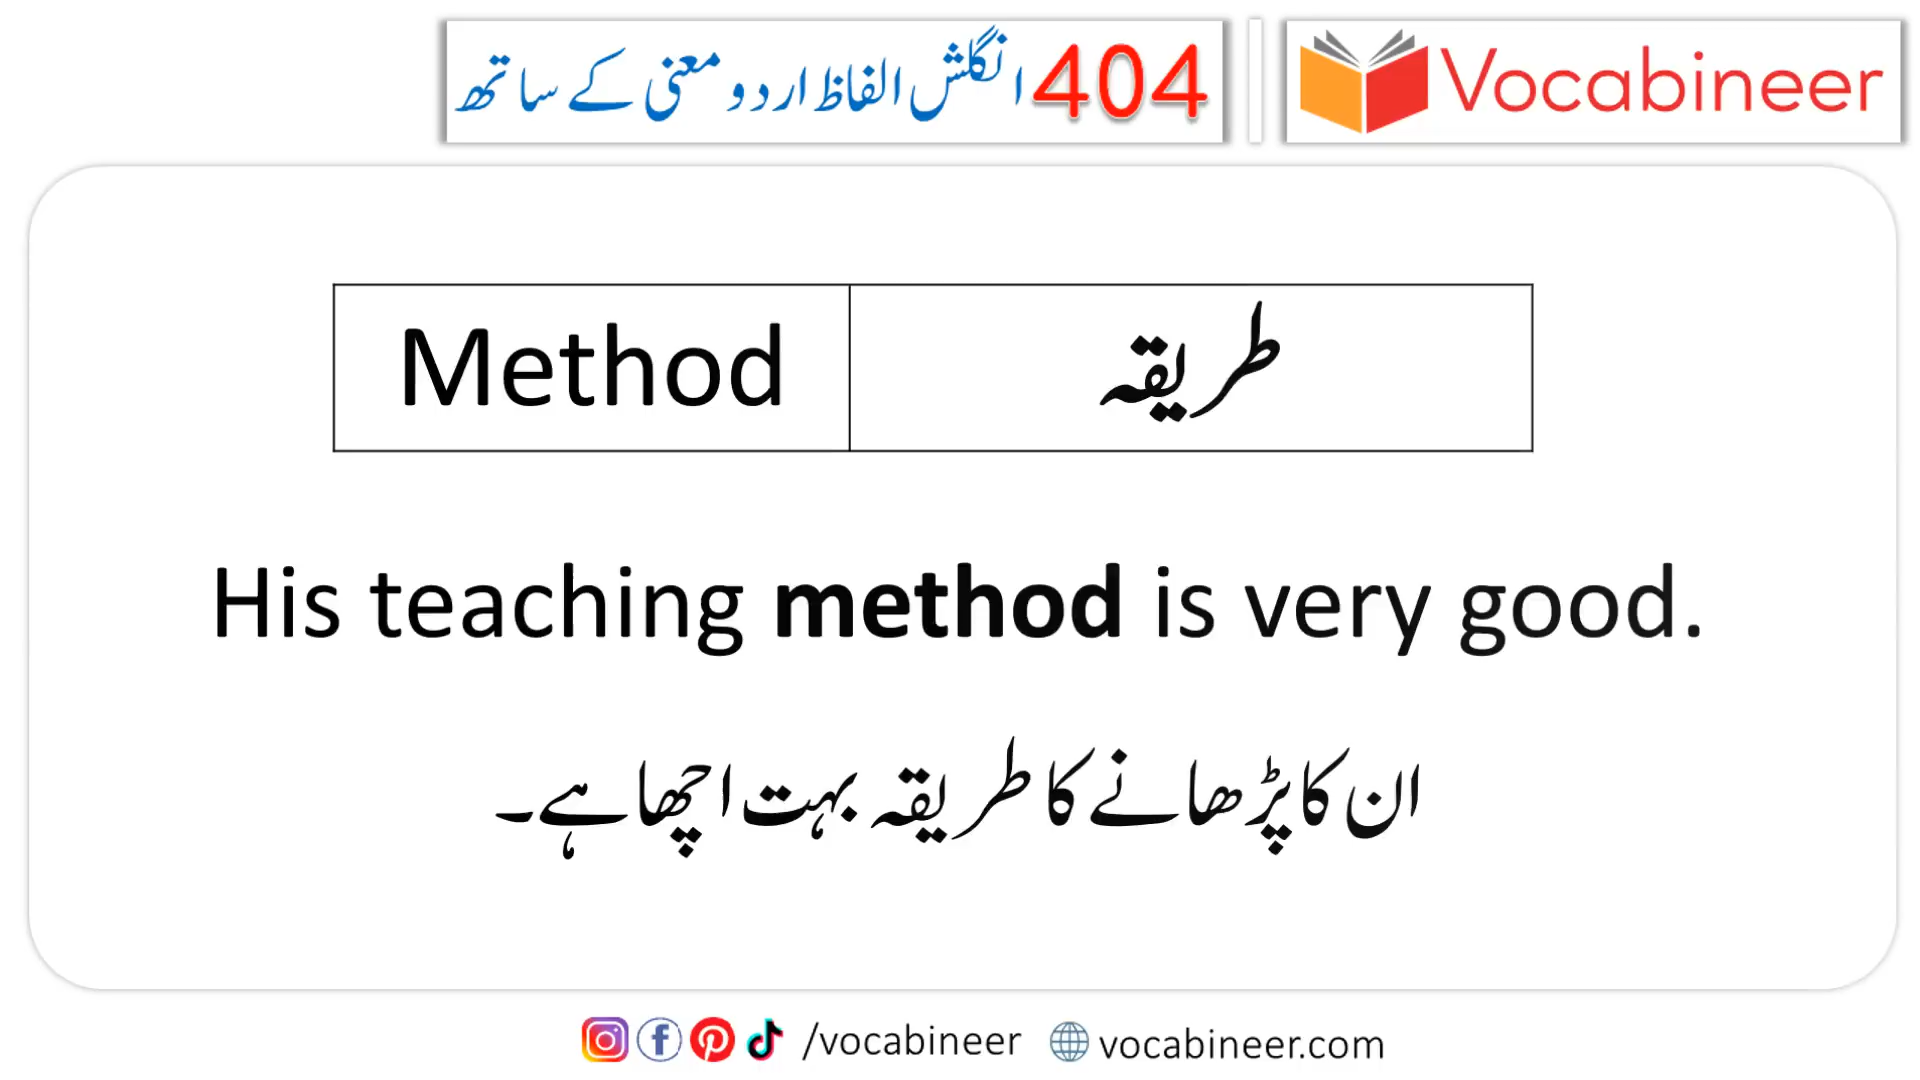 404 انگلش الفاظ اردو معنی کے ساتھ
Vocabineer
Method
طریقہ
His teaching method is very good.
ان کا پڑھانے کا طریقہ بہت اچھا ہے۔
/vocabineer vocabineer.com